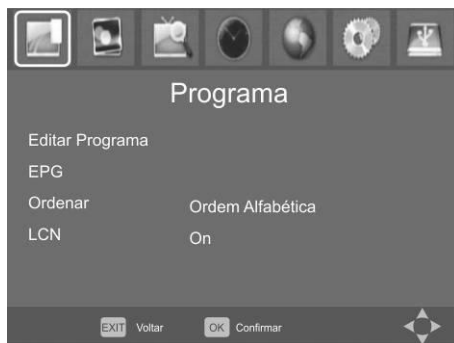 Programa
Editar Programa
EPG
Ordenar Ordem Alfabética
LCN On
EXIT Voltar OK Confirmar